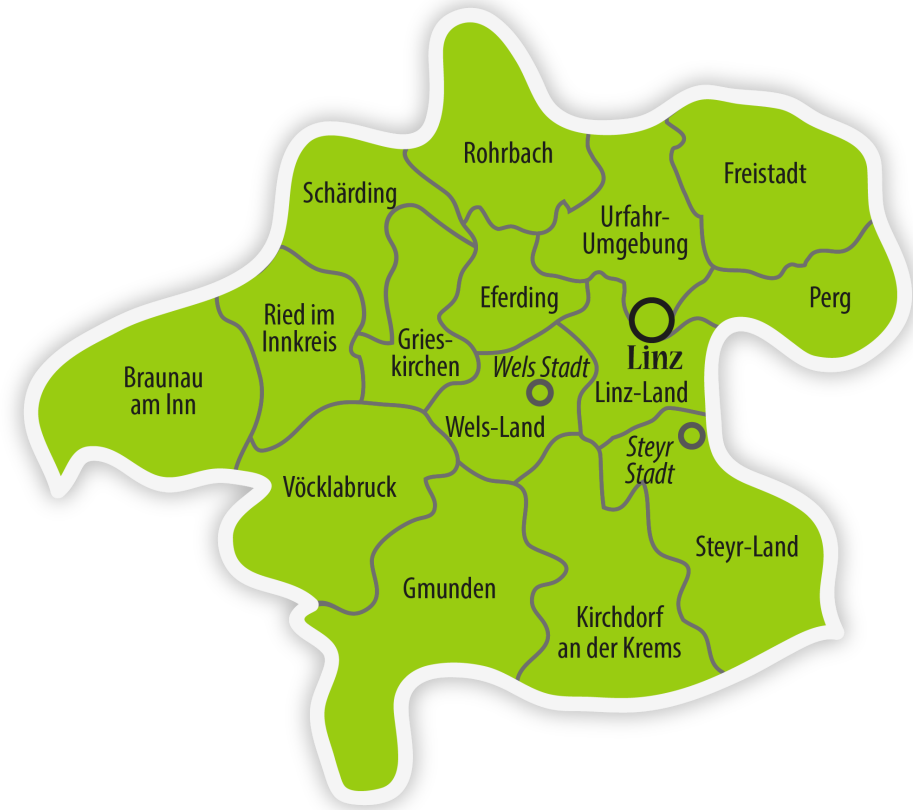 Rohrbach
Freistadt
Schärding
Urfahr-
Umgebung
Eferding
Perg
Ried im
Innkreis
Gries-
kirchen
Linz
Wels Stadt
Braunau
am Inn
Linz-Land
Wels-Land
Steyr
Stadt
Vöcklabruck
Steyr-Land
Gmunden
Kirchdorf
an der Krems